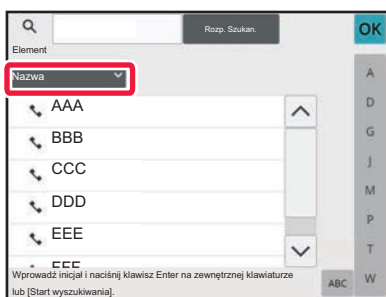 Rozp. Szukan.
OK
Element
Nazwa
A
AAA
D
BBB
G
CCC
J
DDD
M
EEE
P
FFF
T
Wprowadź inicjał i naciśnij klawisz Enter na zewnętrznej klawiaturze
lub [Start wyszukiwania].
ABC
W